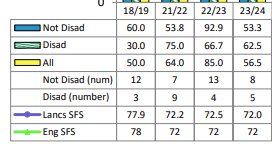 0
18/19 21/22 22/23 23/24
Not Disad 60.0 53.8 92.9 53.3
Disad 30.0 75.0 66.7 62.5
All 50.0 64.0 85.0 56.5
Not Disad (num) 12 7 13 8
Disad (number) 3 9 4 5
Lancs SFS 77.9 72.2 72.5 72.0
Eng SFS 78 72 72 72